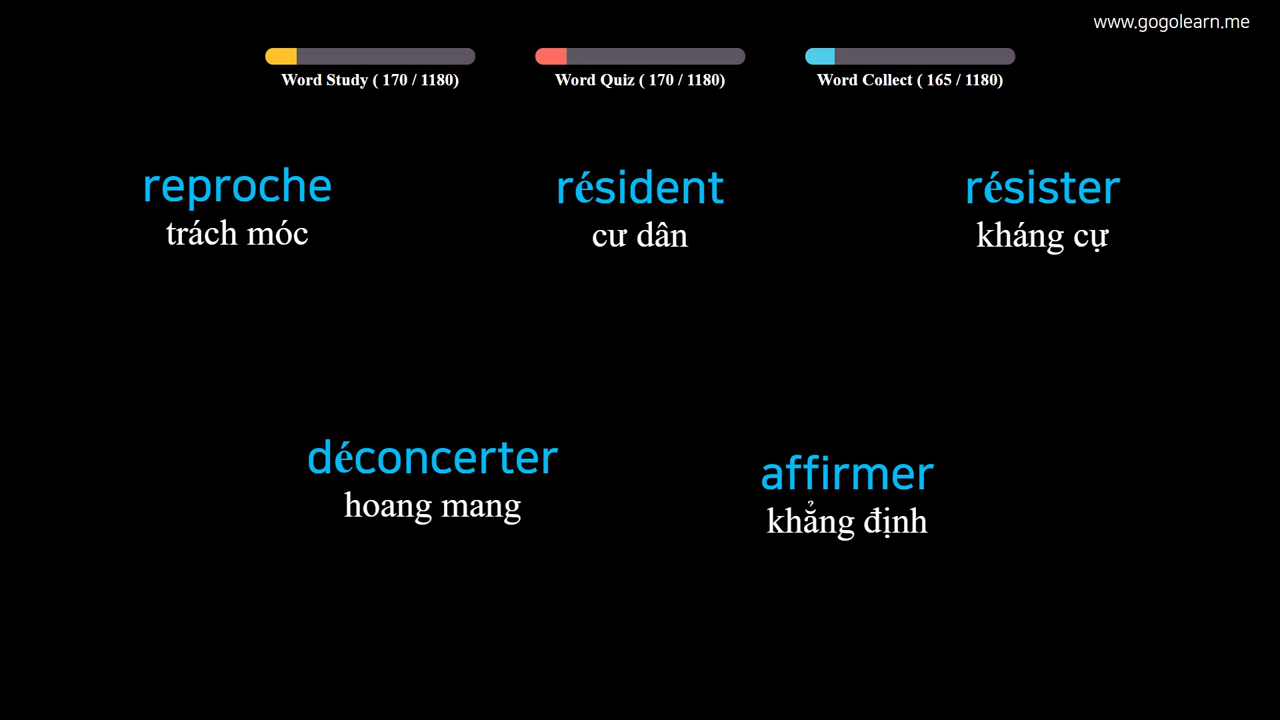 www.gogolearn.me
Word Study ( 170 / 1180)
Word Quiz ( 170 / 1180)
Word Collect ( 165 / 1180)
reproche
trách móc
résident
cư dân
résister
kháng cự
déconcerter
hoang mang
affirmer
khẳng định